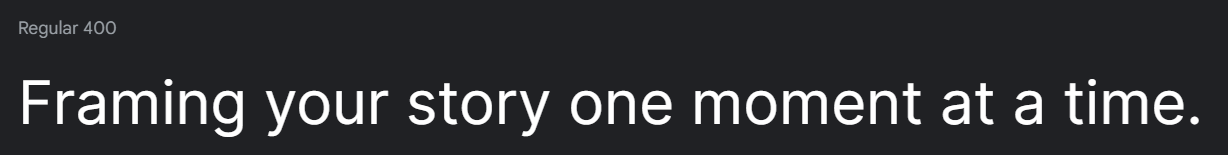 Regular 400
Framing your story one moment at a time.